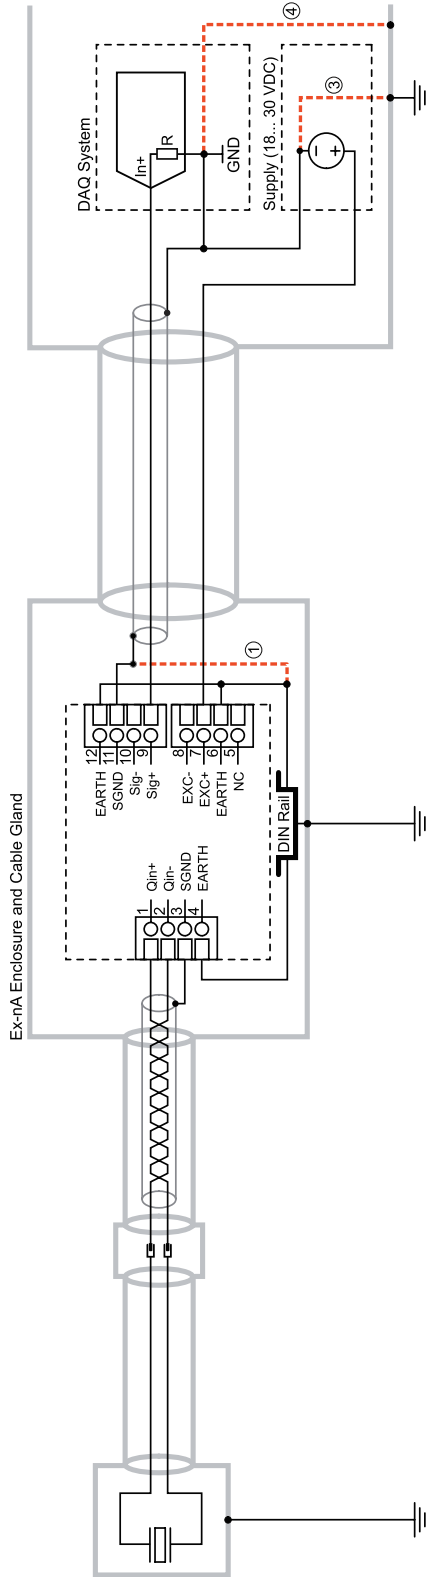 Ex-nA Enclosure and Cable Gland
1
Qin+
2
Qin-
3
SGND
4
EARTH
12
EARTH
11
SGND
10
Sig-
9
Sig+
8
EXC-
7
EXC+
6
EARTH
5
NC
DIN Rail
①
DAQ System
In+
R
GND
Supply (18... 30 VDC)
- +
③
④